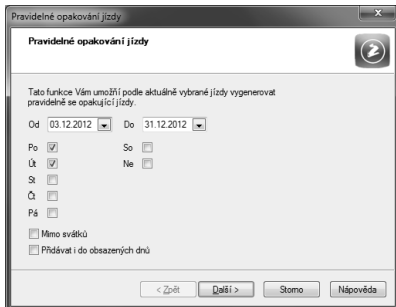 Pravidelné opakování jízdy
x
Pravidelné opakování jízdy
Tato funkce Vám umožňí podle aktuálně vybrané jízdy vygenerovat
pravidelně se opakující jízdy.
Od 03.12.2012 Do 31.12.2012
Po So
Út Ne
St
Čt
Pá
Mimo svátků
Přidávat i do obsazených dnů
< Zpět Další > Storno Nápověda